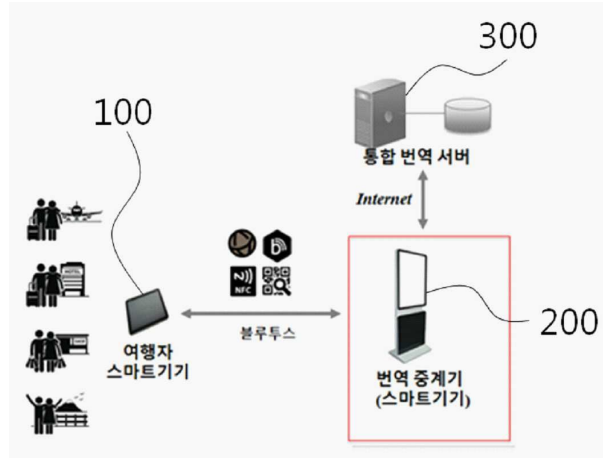 300
100
통합 번역 서버
Internet
HOTEL
NFC
블루투스
200
여행자
스마트기기
번역 중계기
(스마트기기)